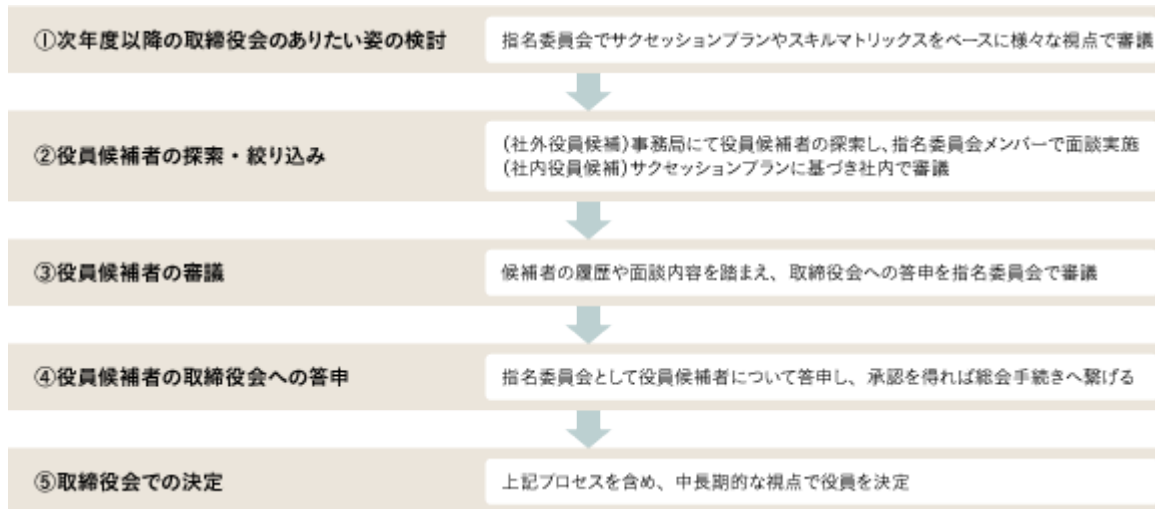 ①次年度以降の取締役会のありたい姿の検討
指名委員会でサクセッションプランやスキルマトリックスをベースに様々な視点で審議
②役員候補者の探索・絞り込み
(社外役員候補)事務局にて役員候補者の探索し、指名委員会メンバーで面談実施
(社内役員候補)サクセッションプランに基づき社内で審議
③役員候補者の審議
候補者の履歴や面談内容を踏まえ、取締役会への答申を指名委員会で審議
④役員候補者の取締役会への答申
指名委員会として役員候補者について答申し、承認を得れば総会手続きへ繋げる
⑤取締役会での決定
上記プロセスを含め、中長期的な視点で役員を決定